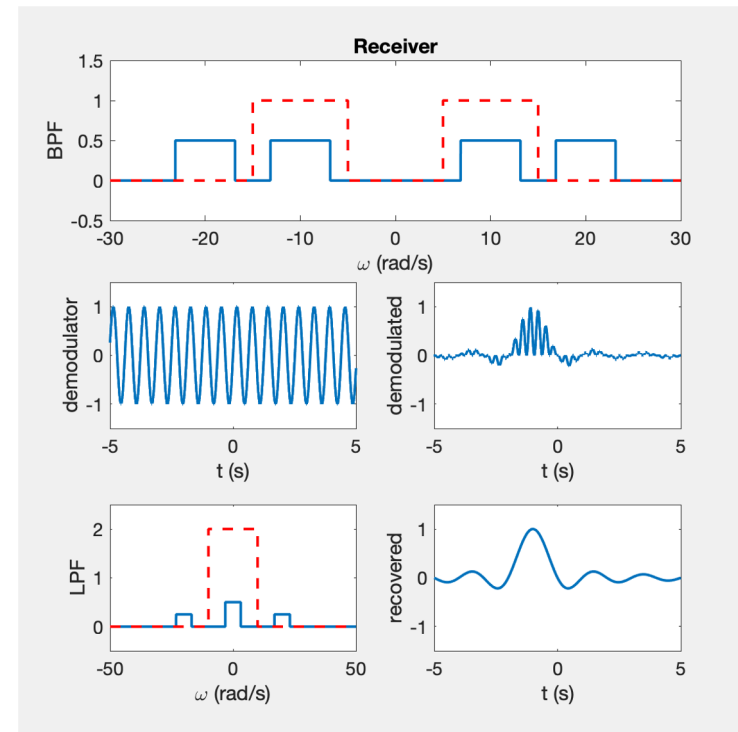 Receiver
BPF
1.5
1
0.5
0
-0.5
-30 -20 -10 0 10 20 30
ω (rad/s)
demodulator
1
0
-1
-5 0 5
t (s)
demodulated
1
0
-1
-5 0 5
t (s)
LPF
2
1
0
-50 0 50
ω (rad/s)
recovered
1
0
-1
-5 0 5
t (s)